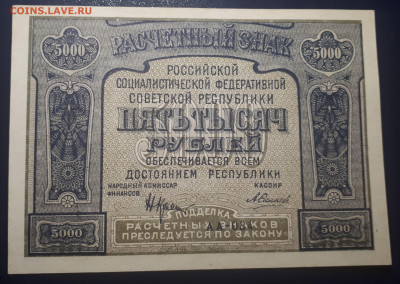 COINS.LAVE.RU
РАСЧЕТНЫЙ ЗНАК
5000 5000
РОССИЙСКОЙ
СОЦИАЛИСТИЧЕСКОЙ ФЕДЕРАТИВНОЙ
СОВЕТСКОЙ РЕСПУБЛИКИ
ПЯТЬ ТЫСЯЧ
РУБЛЕЙ
ОБЕСПЕЧИВАЕТСЯ ВСЕМ
ДОСТОЯНИЕМ РЕСПУБЛИКИ
НАРОДНЫЙ КОМИССАР
ФИНАНСОВ
КАССИР
5000 5000
ПОДДЕЛКА
РАСЧЕТНЫХ ЗНАКОВ
ПРЕСЛЕДУЕТСЯ ПО ЗАКОНУ